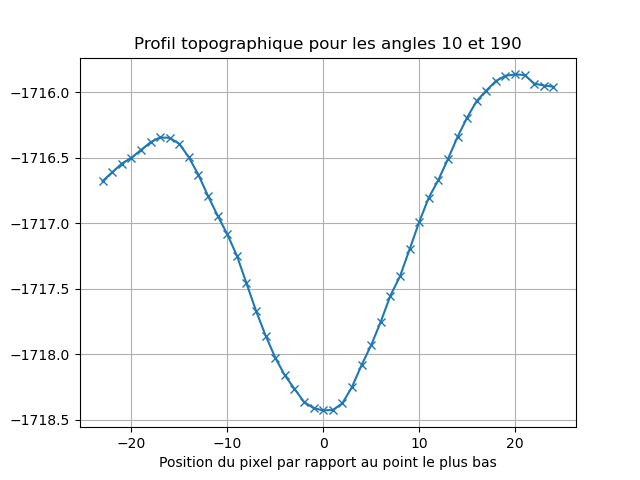 Profil topographique pour les angles 10 et 190
−1716.0
−1716.5
−1717.0
−1717.5
−1718.0
−1718.5
−20 −10 0 10 20
Position du pixel par rapport au point le plus bas